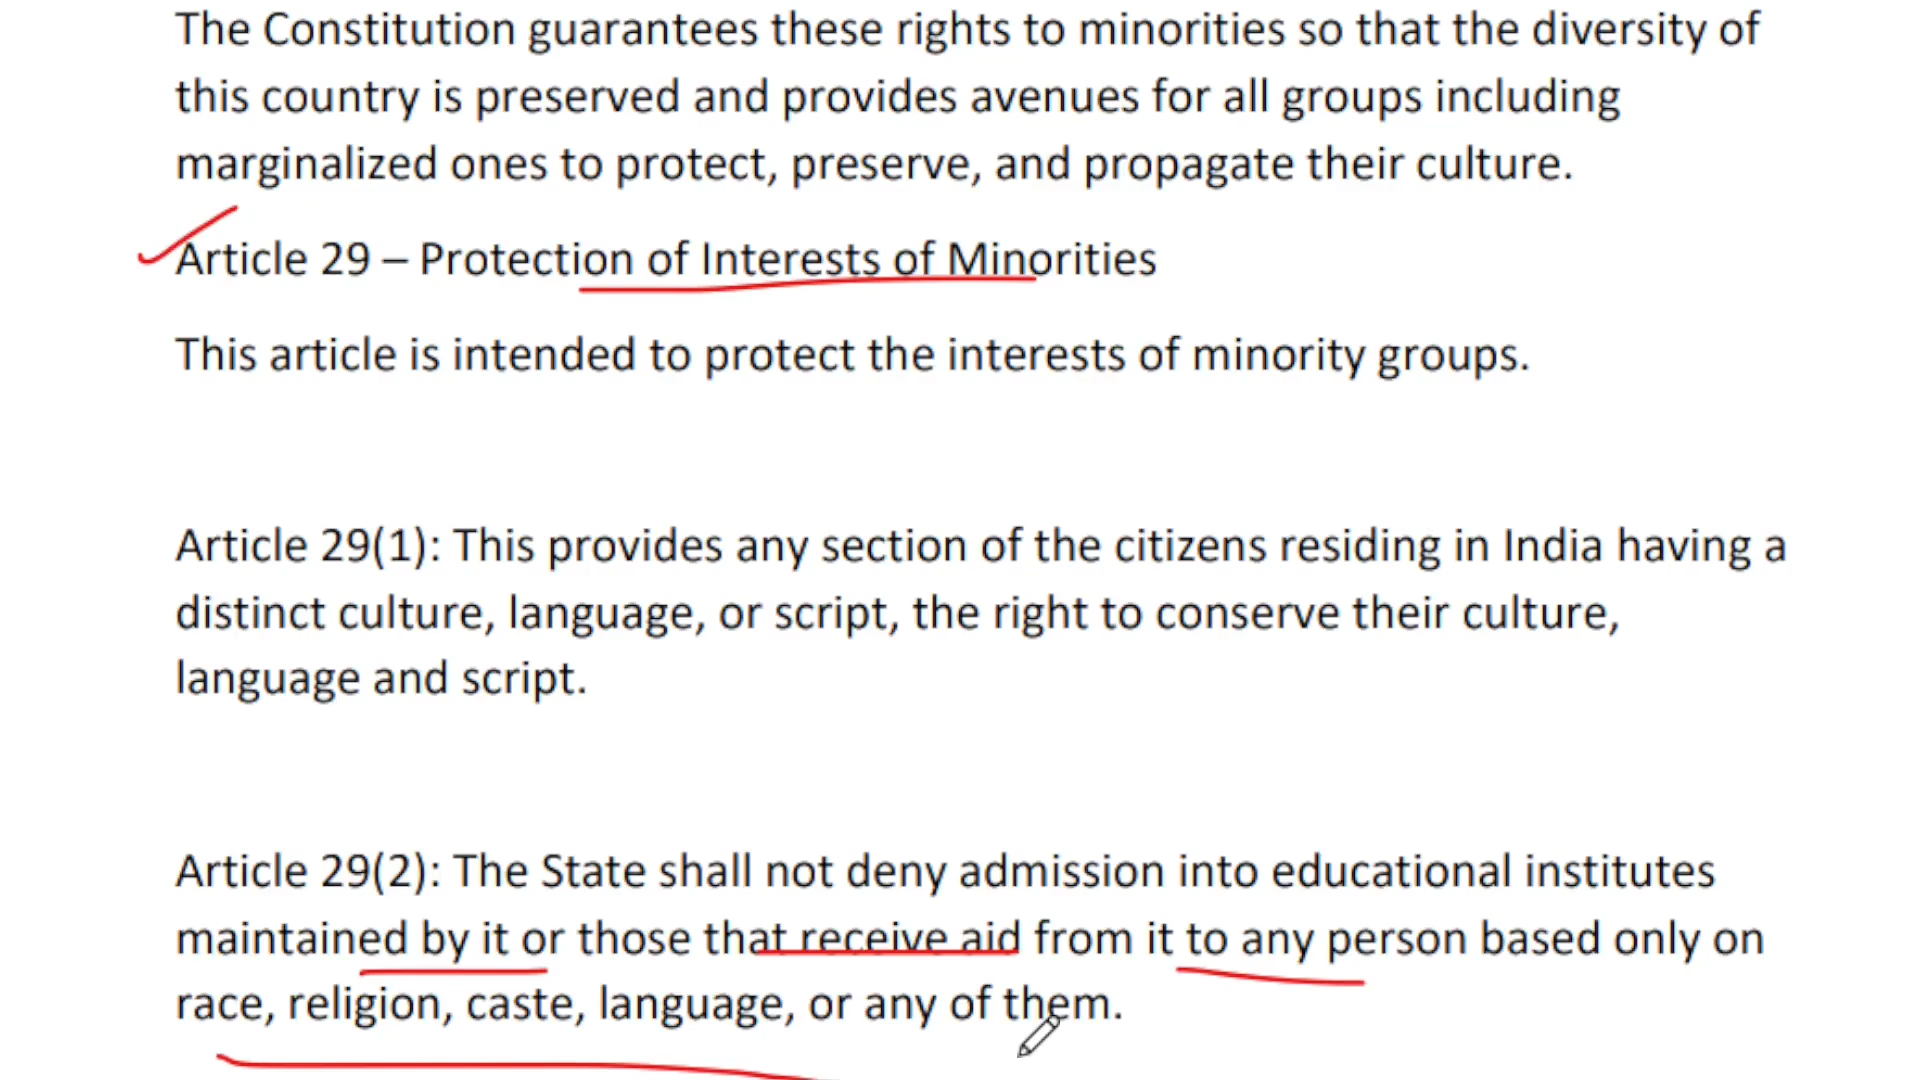 The Constitution guarantees these rights to minorities so that the diversity of
this country is preserved and provides avenues for all groups including
marginalized ones to protect, preserve, and propagate their culture.
Article 29 – Protection of Interests of Minorities
This article is intended to protect the interests of minority groups.
Article 29(1): This provides any section of the citizens residing in India having a
distinct culture, language, or script, the right to conserve their culture,
language and script.
Article 29(2): The State shall not deny admission into educational institutes
maintained by it or those that receive aid from it to any person based only on
race, religion, caste, language, or any of them.